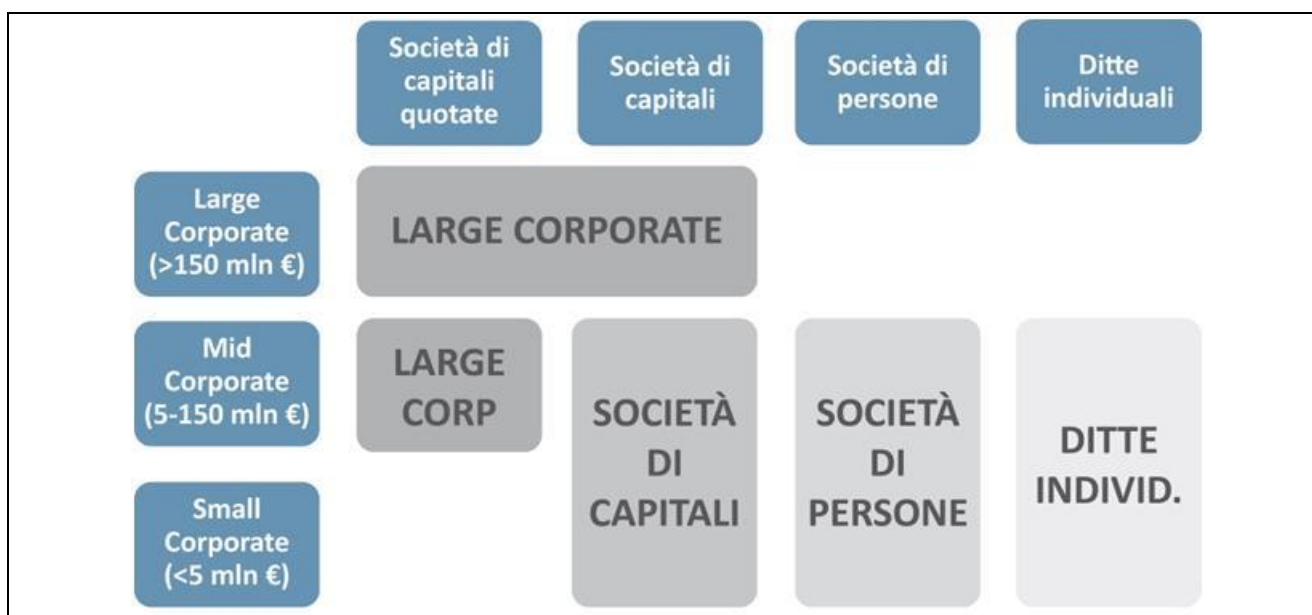 Società di
capitali
quotate
Società di
capitali
Società di
persone
Ditte
individuali
Large
Corporate
(>150 mln €)
LARGE CORPORATE
Mid
Corporate
(5-150 mln €)
LARGE
CORP
SOCIETÀ
DI
CAPITALI
SOCIETÀ
DI
PERSONE
DITTE
INDIVID.
Small
Corporate
(<5 mln €)